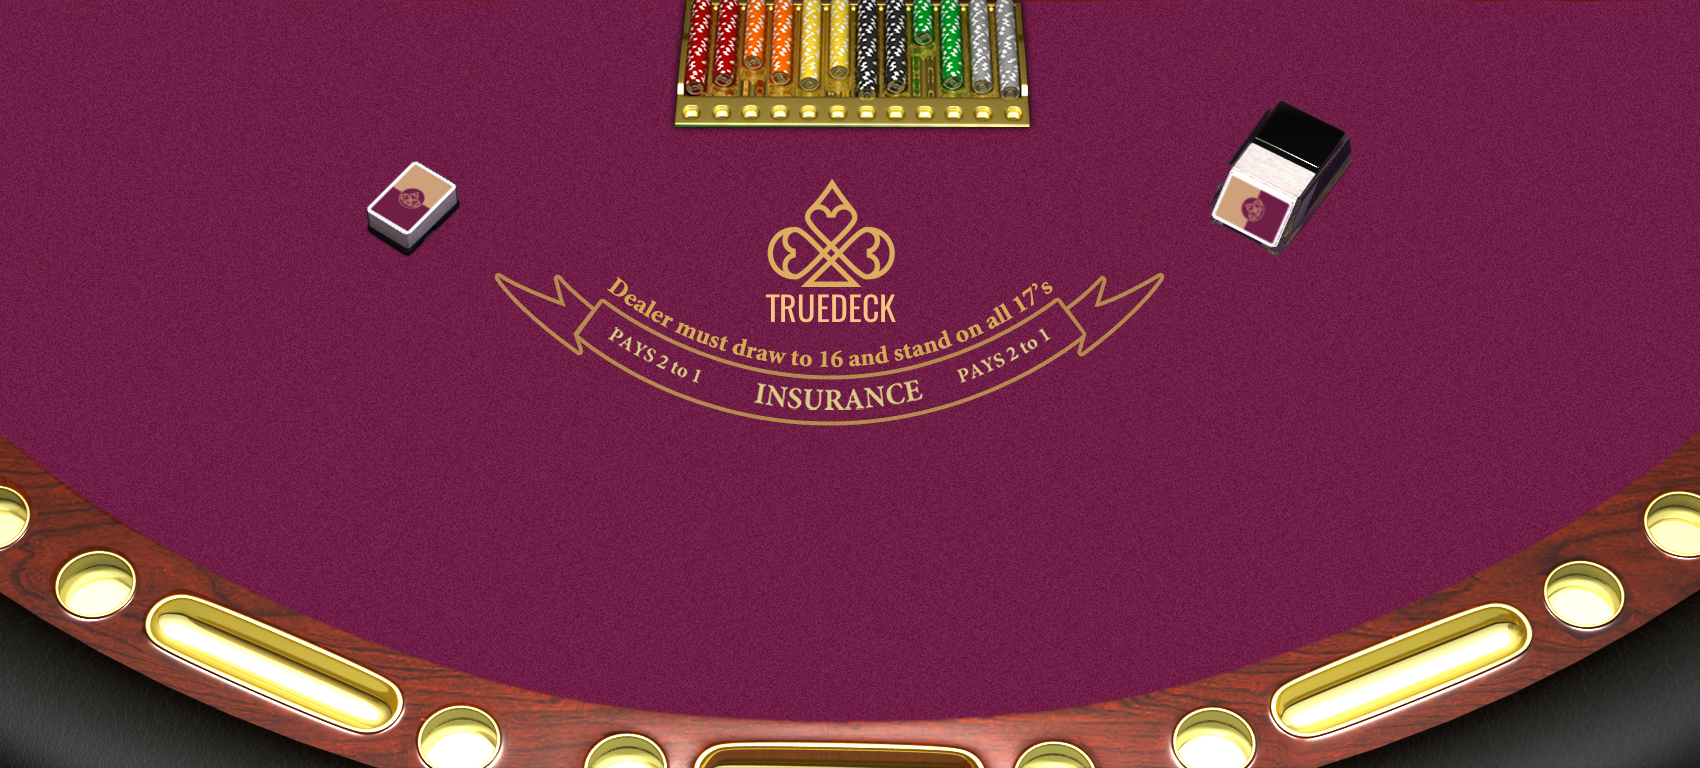 TRUEDECK
Dealer must draw to 16 and stand on all 17's
PAYS 2 to 1 INSURANCE PAYS 2 to 1